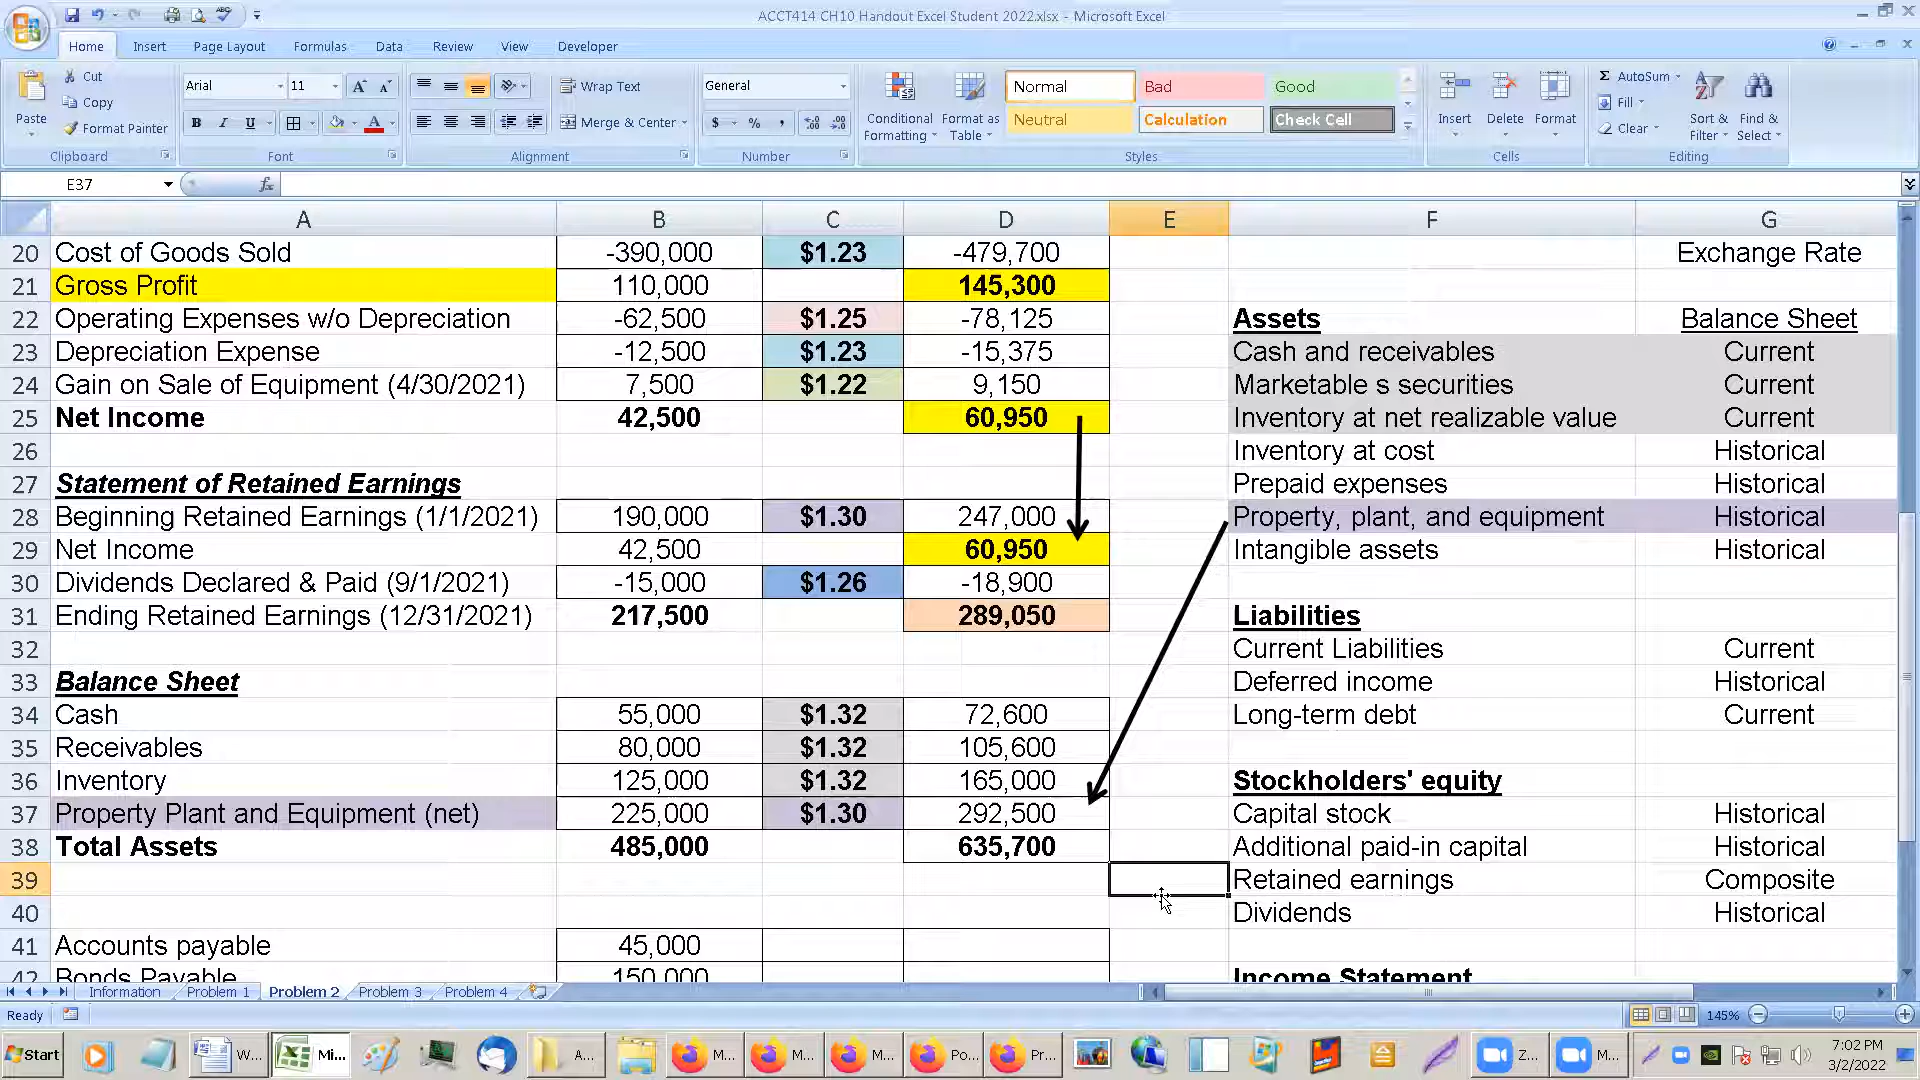 ACCT414 CH10 Handout Excel Student 2022.xlsx - Microsoft Excel
Home Insert Page Layout Formulas Data Review View Developer
Paste Cut Copy Format Painter
Clipboard
Arial 11
B I U
Font
Wrap Text
Merge & Center
Alignment
General
$ % ,
Number
Conditional Formatting Format as Table
Normal Bad Good
Neutral Calculation Check Cell
Styles
Insert Delete Format
Cells
Σ AutoSum
Fill
Clear
Sort & Filter Find & Select
Editing
E37 fx
A B C D E F G
20 Cost of Goods Sold -390,000 $1.23 -479,700 Exchange Rate
21 Gross Profit 110,000 145,300
22 Operating Expenses w/o Depreciation -62,500 $1.25 -78,125 Assets Balance Sheet
23 Depreciation Expense -12,500 $1.23 -15,375 Cash and receivables Current
24 Gain on Sale of Equipment (4/30/2021) 7,500 $1.22 9,150 Marketable s securities Current
25 Net Income 42,500 60,950 Inventory at net realizable value Current
26 Inventory at cost Historical
27 Statement of Retained Earnings Prepaid expenses Historical
28 Beginning Retained Earnings (1/1/2021) 190,000 $1.30 247,000 Property, plant, and equipment Historical
29 Net Income 42,500 60,950 Intangible assets Historical
30 Dividends Declared & Paid (9/1/2021) -15,000 $1.26 -18,900
31 Ending Retained Earnings (12/31/2021) 217,500 289,050 Liabilities
32 Current Liabilities Current
33 Balance Sheet Deferred income Historical
34 Cash 55,000 $1.32 72,600 Long-term debt Current
35 Receivables 80,000 $1.32 105,600
36 Inventory 125,000 $1.32 165,000 Stockholders' equity
37 Property Plant and Equipment (net) 225,000 $1.30 292,500 Capital stock Historical
38 Total Assets 485,000 635,700 Additional paid-in capital Historical
39 Retained earnings Composite
40 Dividends Historical
41 Accounts payable 45,000
42 Bonds Payable 150,000 Income Statement
Information Problem 1 Problem 2 Problem 3 Problem 4
Ready 145%
Start W... Mi... A... M... M... M... Po... Pr... Z... M... 7:02 PM
3/2/2022